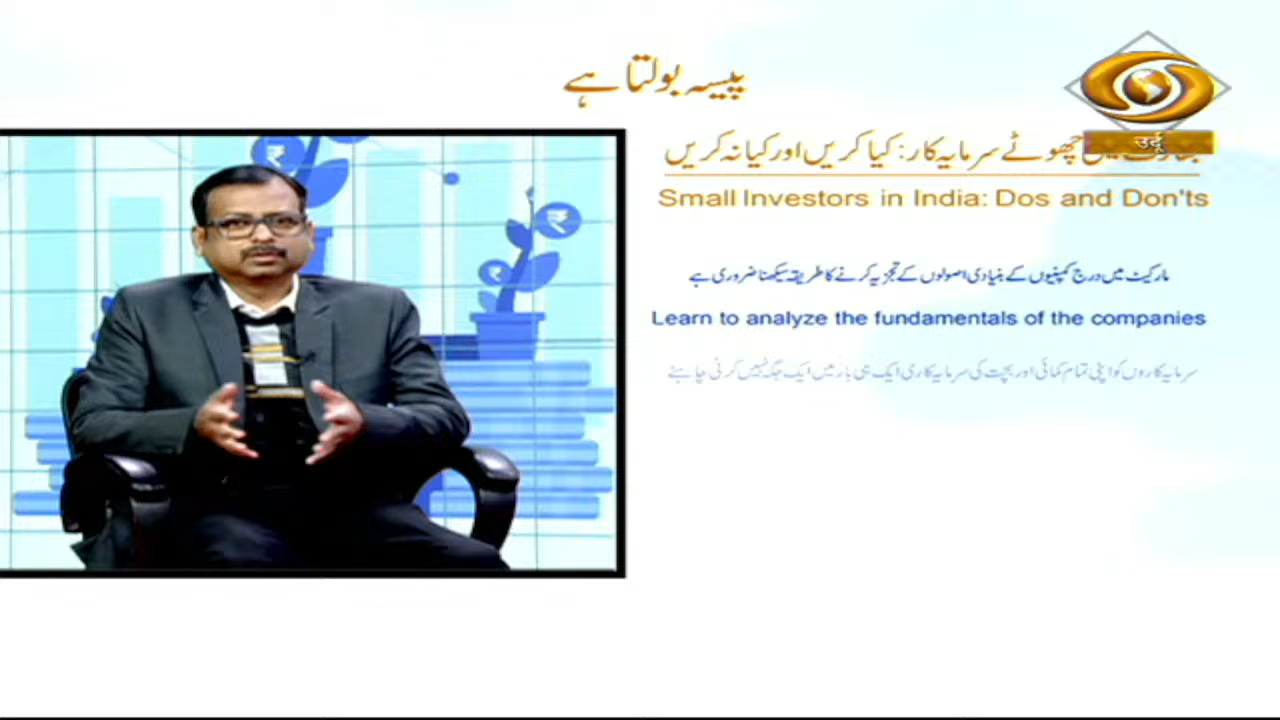 پیسہ بولتا ہے
उर्दू
چھوٹے سرمایہ کار: کیا کریں اور کیا نہ کریں
Small Investors in India: Dos and Don'ts
مارکیٹ میں درج کمپنیوں کے بنیادی اصولوں کے تجزیہ کرنے کا طریقہ سیکھنا ضروری ہے
Learn to analyze the fundamentals of the companies
سرمایہ کاروں کو اپنی تمام کمائی اور بچت کی سرمایہ کاری ایک ہی بار میں ایک جگہ نہیں کرنی چاہئے